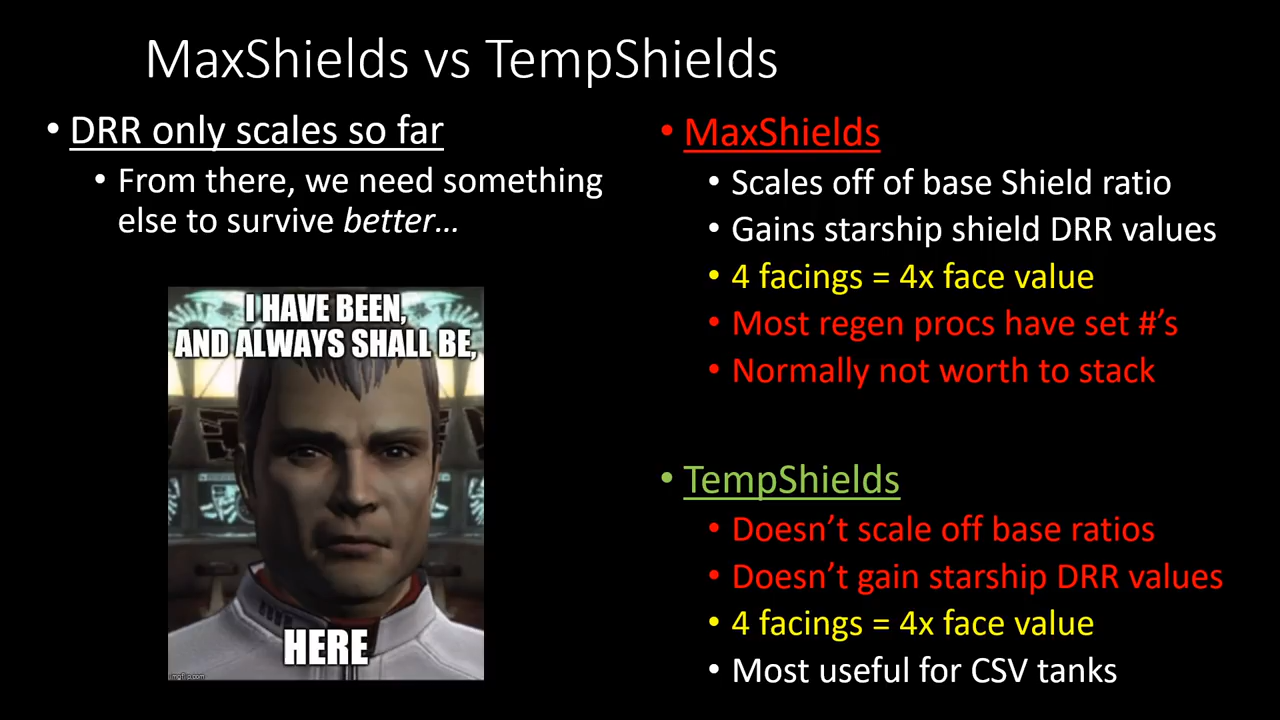 MaxShields vs TempShields
• DRR only scales so far
• From there, we need something
else to survive better…
I HAVE BEEN,
AND ALWAYS SHALL BE,
HERE
imgflip.com
• MaxShields
• Scales off of base Shield ratio
• Gains starship shield DRR values
• 4 facings = 4x face value
• Most regen procs have set #’s
• Normally not worth to stack
• TempShields
• Doesn’t scale off base ratios
• Doesn’t gain starship DRR values
• 4 facings = 4x face value
• Most useful for CSV tanks